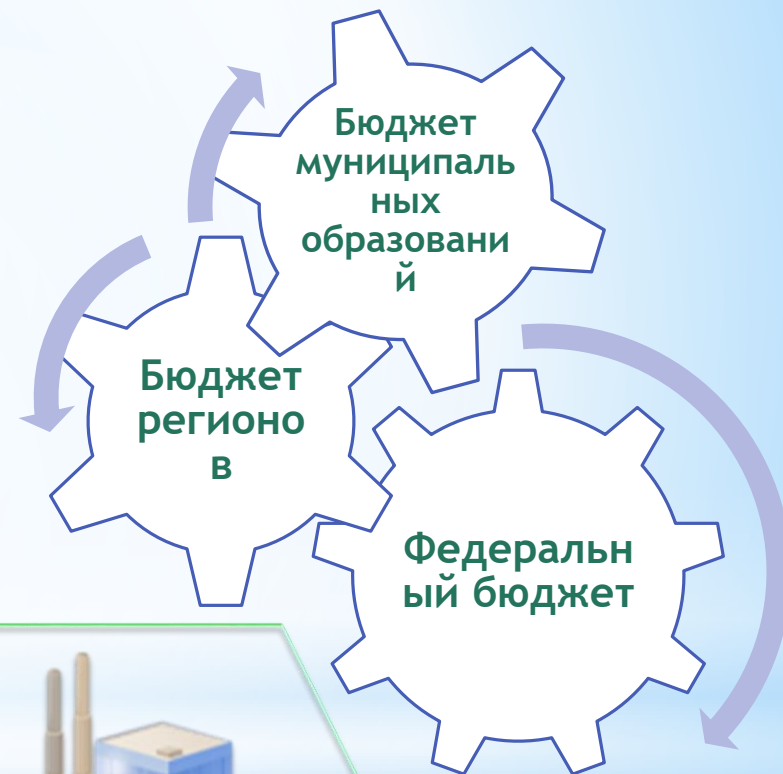 Бюджет
муниципаль
ных
образовани
й
Бюджет
регионо
в
Федеральн
ый бюджет